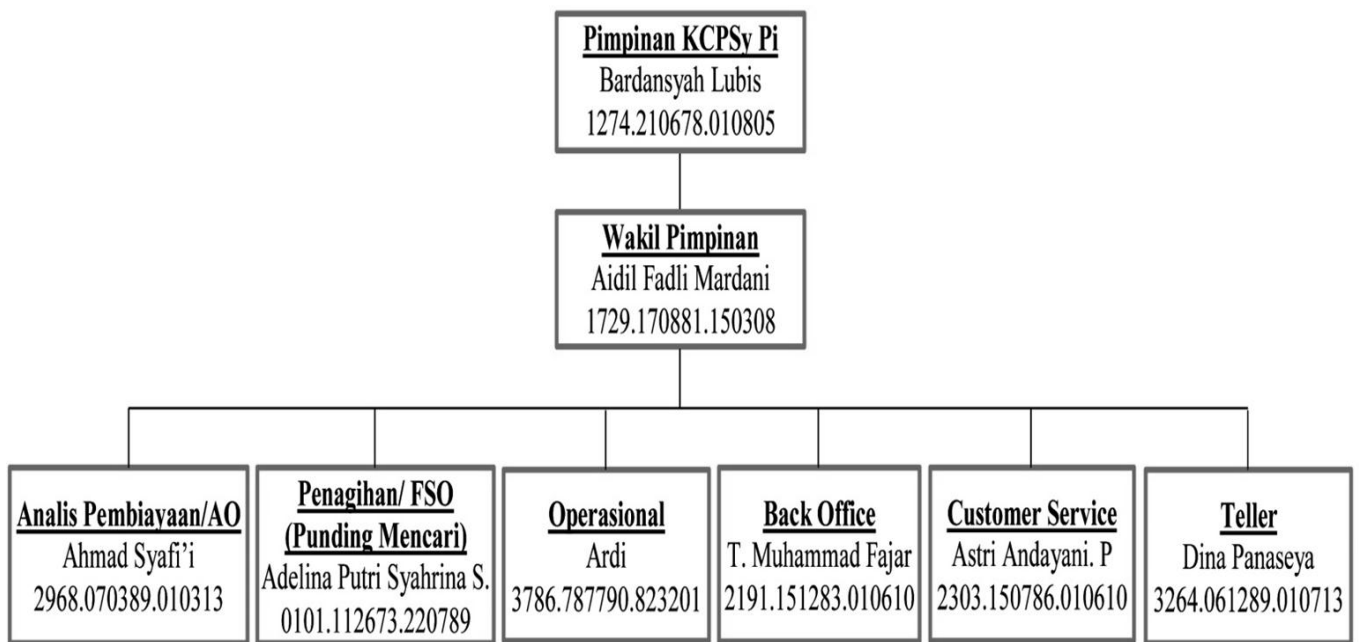 Pimpinan KCPSy Pi
Bardansyah Lubis
1274.210678.010805
Wakil Pimpinan
Aidil Fadli Mardani
1729.170881.150308
Analis Pembiayaan/AO
Ahmad Syafi’i
2968.070389.010313
Penagihan/ FSO
(Punding Mencari)
Adelina Putri Syahrina S.
0101.112673.220789
Operasional
Ardi
3786.787790.823201
Back Office
T. Muhammad Fajar
2191.151283.010610
Customer Service
Astri Andayani. P
2303.150786.010610
Teller
Dina Panaseya
3264.061289.010713